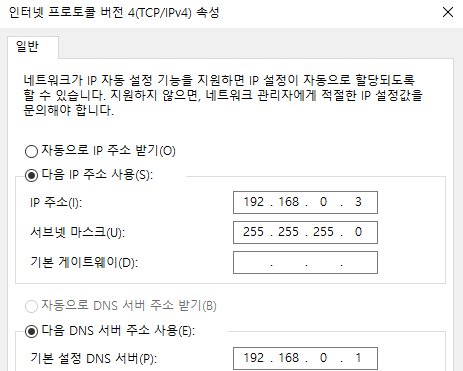 인터넷 프로토콜 버전 4(TCP/IPv4) 속성
일반
네트워크가 IP 자동 설정 기능을 지원하면 IP 설정이 자동으로 할당되도록
할 수 있습니다. 지원하지 않으면, 네트워크 관리자에게 적절한 IP 설정값을
문의해야 합니다.
자동으로 IP 주소 받기(O)
다음 IP 주소 사용(S):
IP 주소(I): 192 . 168 . 0 . 3
서브넷 마스크(U): 255 . 255 . 255 . 0
기본 게이트웨이(D): . . .
자동으로 DNS 서버 주소 받기(B)
다음 DNS 서버 주소 사용(E):
기본 설정 DNS 서버(P): 192 . 168 . 0 . 1